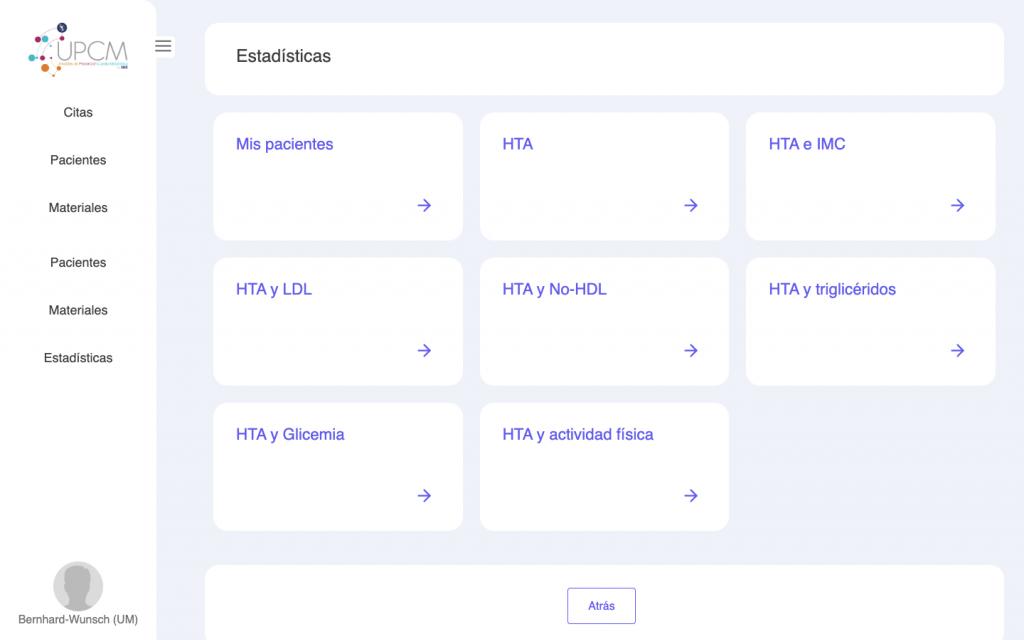 UPCM
Citas
Pacientes
Materiales
Pacientes
Materiales
Estadísticas
Bernhard-Wunsch (UM)
Estadísticas
Mis pacientes
HTA
HTA e IMC
HTA y LDL
HTA y No-HDL
HTA y triglicéridos
HTA y Glicemia
HTA y actividad física
Atrás